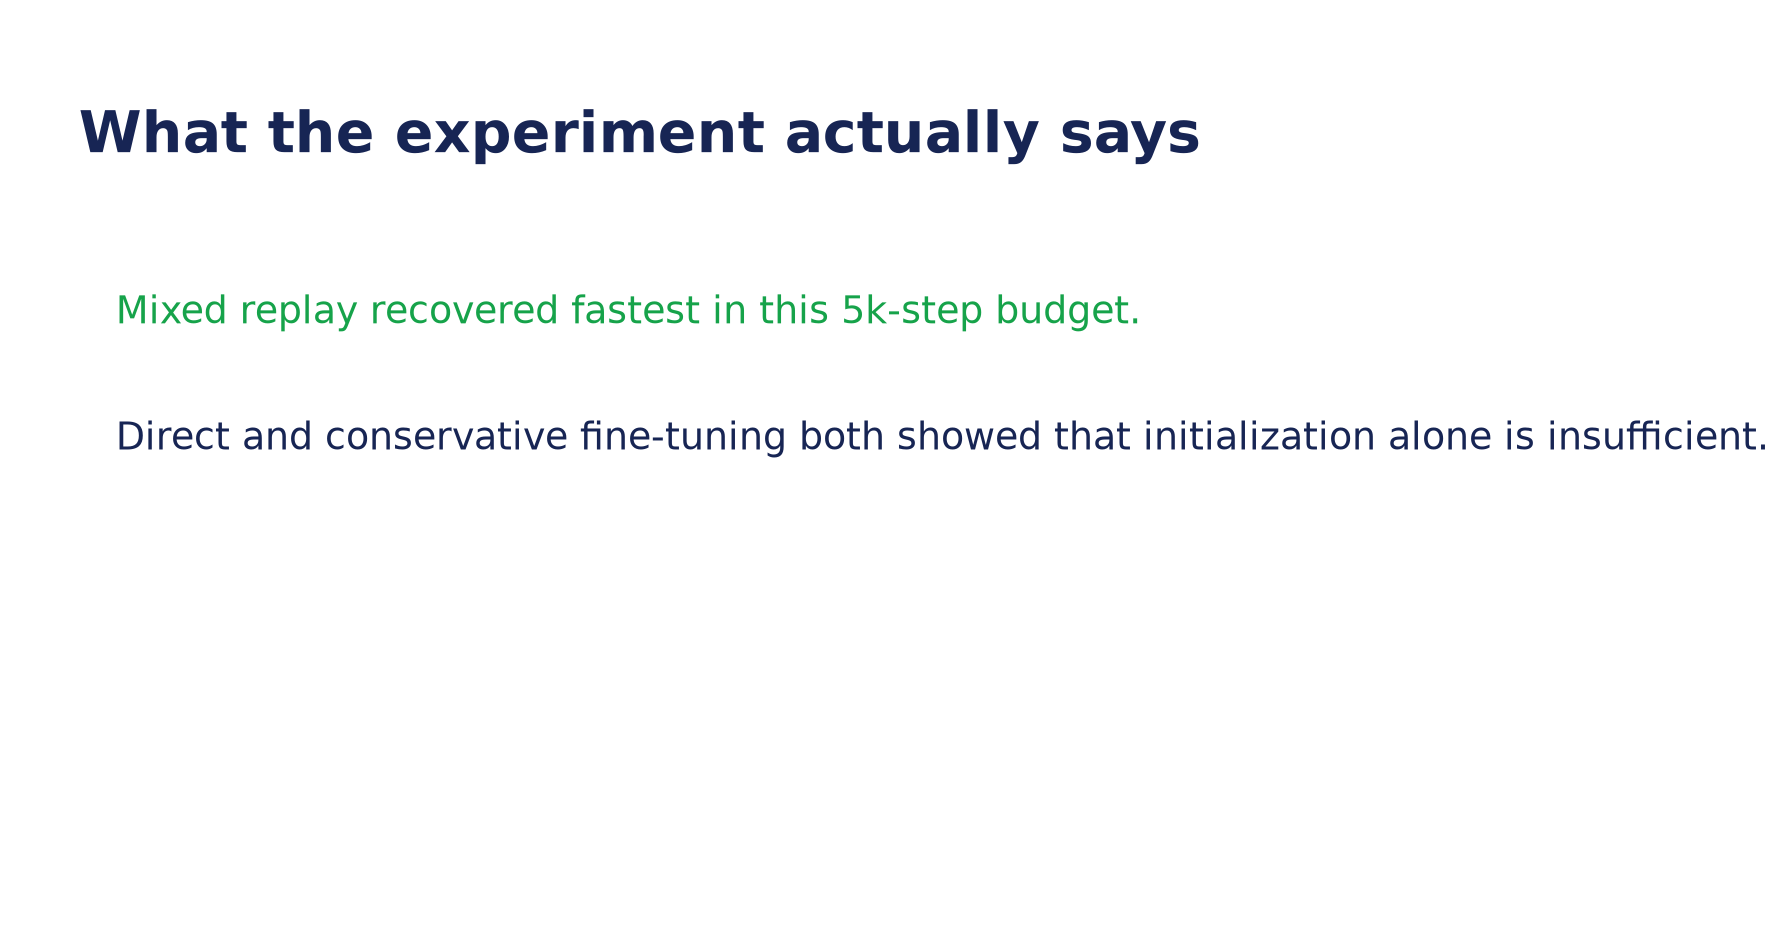 What the experiment actually says
Mixed replay recovered fastest in this 5k-step budget.
Direct and conservative fine-tuning both showed that initialization alone is insufficient.